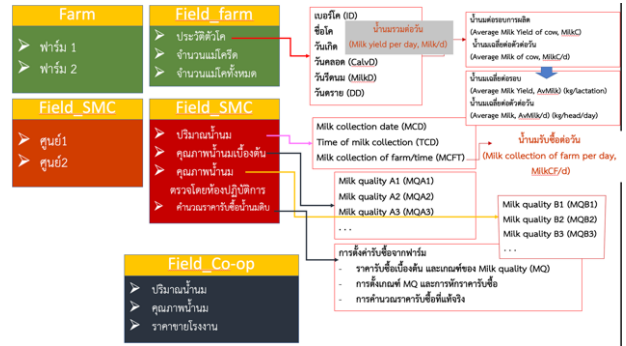 Farm
ฟาร์ม 1
ฟาร์ม 2
Field_farm
ประวัติตัวโค
จำนวนแม่โครีด
จำนวนแม่โคทั้งหมด
เบอร์โค (ID)
ชื่อโค
วันเกิด
วันคลอด (CalvD)
วันรีดนม (MilkD)
วันดราย (DD)
น้ำนมรวมต่อวัน
(Milk yield per day, Milk/d)
น้ำนมต่อรอบการผลิต
(Average Milk Yield of cow, MilkC)
น้ำนมเฉลี่ยต่อตัวต่อวัน
(Average Milk of cow, MilkC/d)
น้ำนมเฉลี่ยต่อรอบ
(Average Milk Yield, AvMilk) (kg/lactation)
น้ำนมเฉลี่ยต่อตัวต่อวัน
(Average Milk, AvMilk/d) (kg/head/day)
Field_SMC
ศูนย์1
ศูนย์2
Field_SMC
ปริมาณน้ำนม
คุณภาพน้ำนมเบื้องต้น
คุณภาพน้ำนม
ตรวจโดยห้องปฏิบัติการ
คำนวณราคารับซื้อน้ำนมดิบ
Milk collection date (MCD)
Time of milk collection (TCD)
Milk collection of farm/time (MCFT)
น้ำนมรับซื้อต่อวัน
(Milk collection of farm per day,
MilkCF/d)
Milk quality A1 (MQA1)
Milk quality A2 (MQA2)
Milk quality A3 (MQA3)
. . .
Milk quality B1 (MQB1)
Milk quality B2 (MQB2)
Milk quality B3 (MQB3)
. . .
การตั้งค่ารับซื้อจากฟาร์ม
- ราคารับซื้อเบื้องต้น และเกณฑ์ของ Milk quality (MQ)
- การตั้งเกณฑ์ MQ และการหักราคารับซื้อ
- การคำนวณราคารับซื้อที่แท้จริง
Field_Co-op
ปริมาณน้ำนม
คุณภาพน้ำนม
ราคาขายโรงงาน